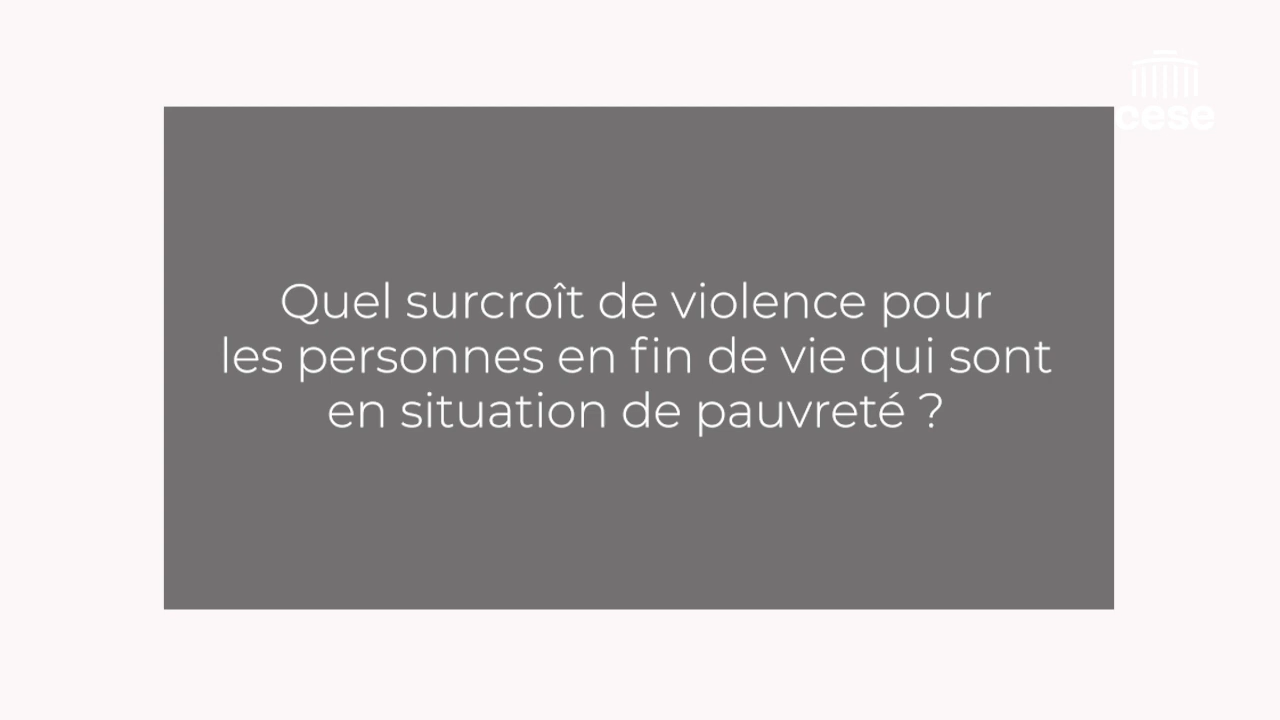 cese
Quel surcroît de violence pour
les personnes en fin de vie qui sont
en situation de pauvreté ?